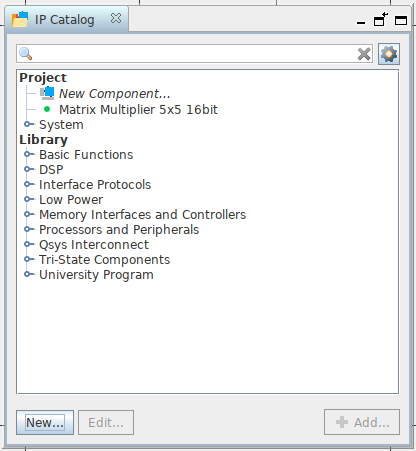 IP Catalog
Project
New Component...
Matrix Multiplier 5x5 16bit
System
Library
Basic Functions
DSP
Interface Protocols
Low Power
Memory Interfaces and Controllers
Processors and Peripherals
Qsys Interconnect
Tri-State Components
University Program
New... Edit... Add...